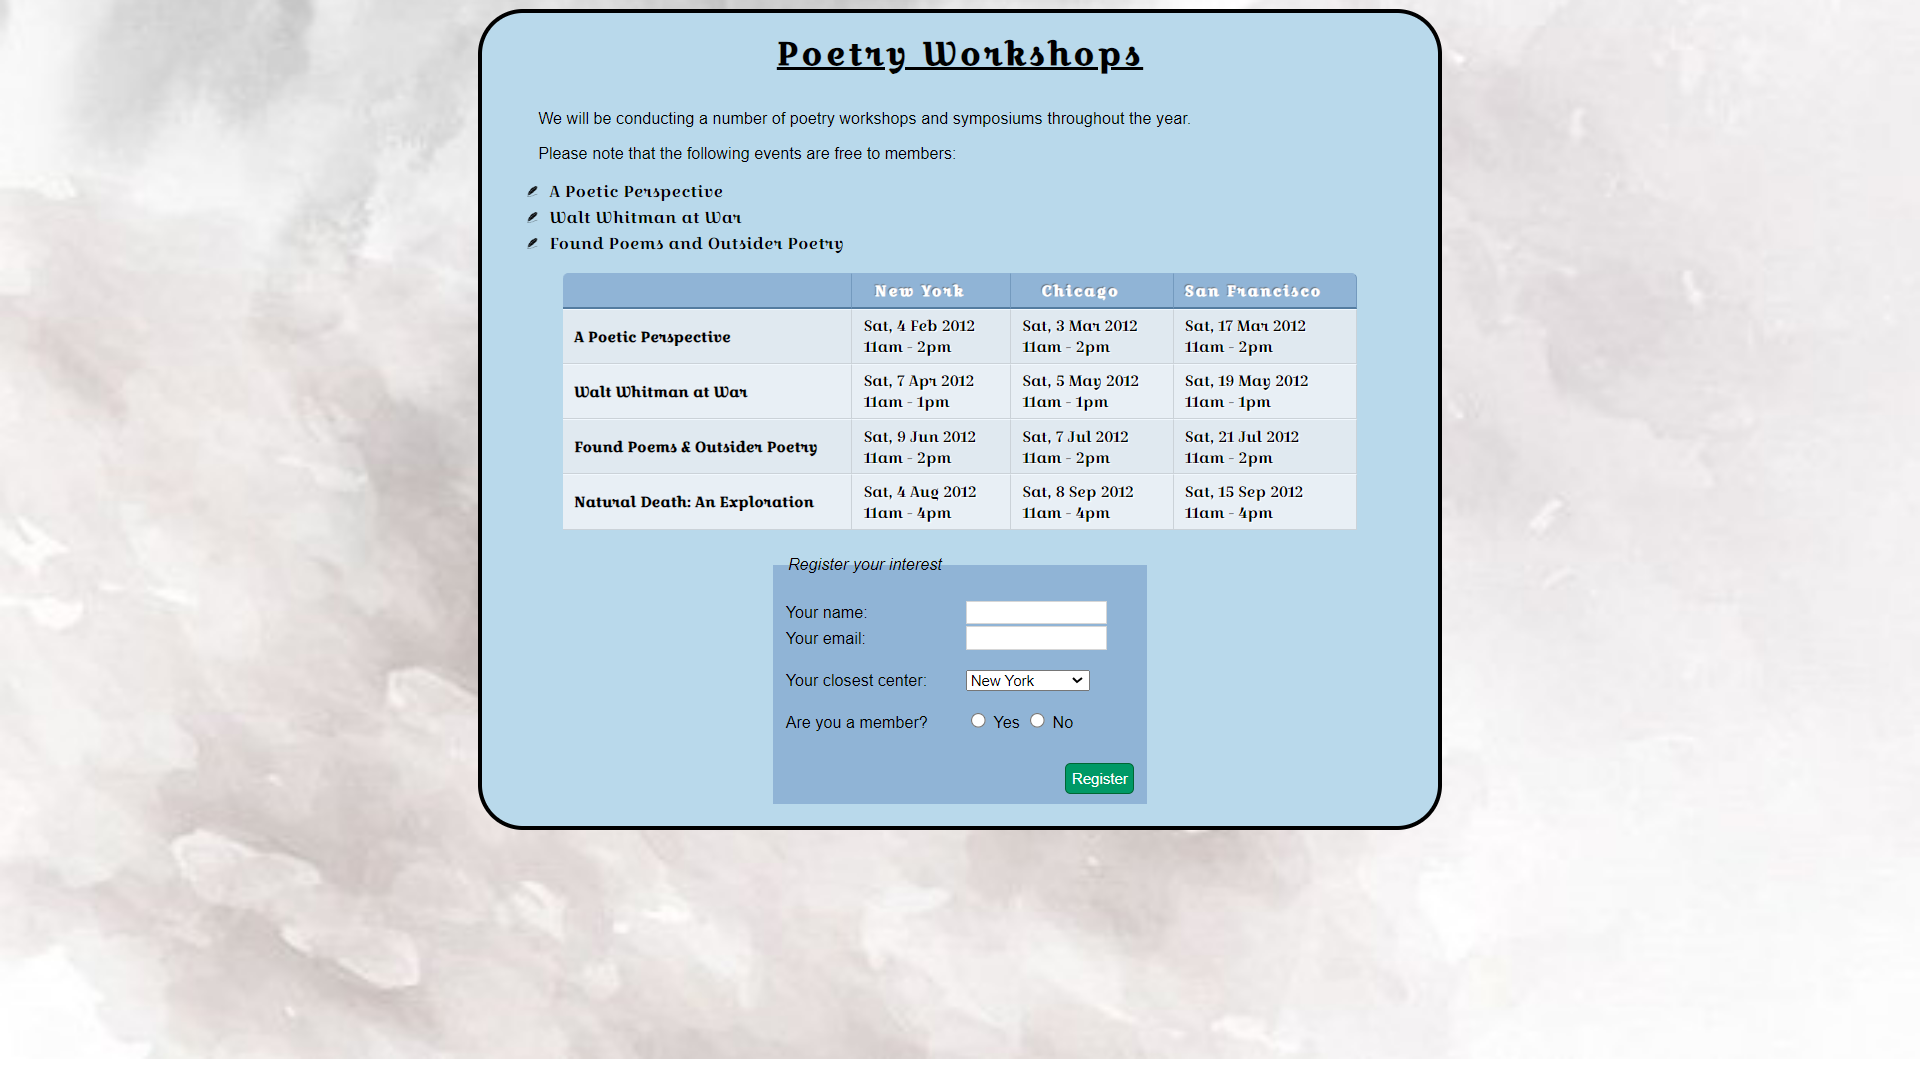 Poetry Workshops
We will be conducting a number of poetry workshops and symposiums throughout the year.
Please note that the following events are free to members:
A Poetic Perspective
Walt Whitman at War
Found Poems and Outsider Poetry
New York Chicago San Francisco
A Poetic Perspective
Sat, 4 Feb 2012
11am - 2pm
Sat, 3 Mar 2012
11am - 2pm
Sat, 17 Mar 2012
11am - 2pm
Walt Whitman at War
Sat, 7 Apr 2012
11am - 1pm
Sat, 5 May 2012
11am - 1pm
Sat, 19 May 2012
11am - 1pm
Found Poems & Outsider Poetry
Sat, 9 Jun 2012
11am - 2pm
Sat, 7 Jul 2012
11am - 2pm
Sat, 21 Jul 2012
11am - 2pm
Natural Death: An Exploration
Sat, 4 Aug 2012
11am - 4pm
Sat, 8 Sep 2012
11am - 4pm
Sat, 15 Sep 2012
11am - 4pm
Register your interest
Your name:
Your email:
Your closest center: New York
Are you a member? Yes No
Register